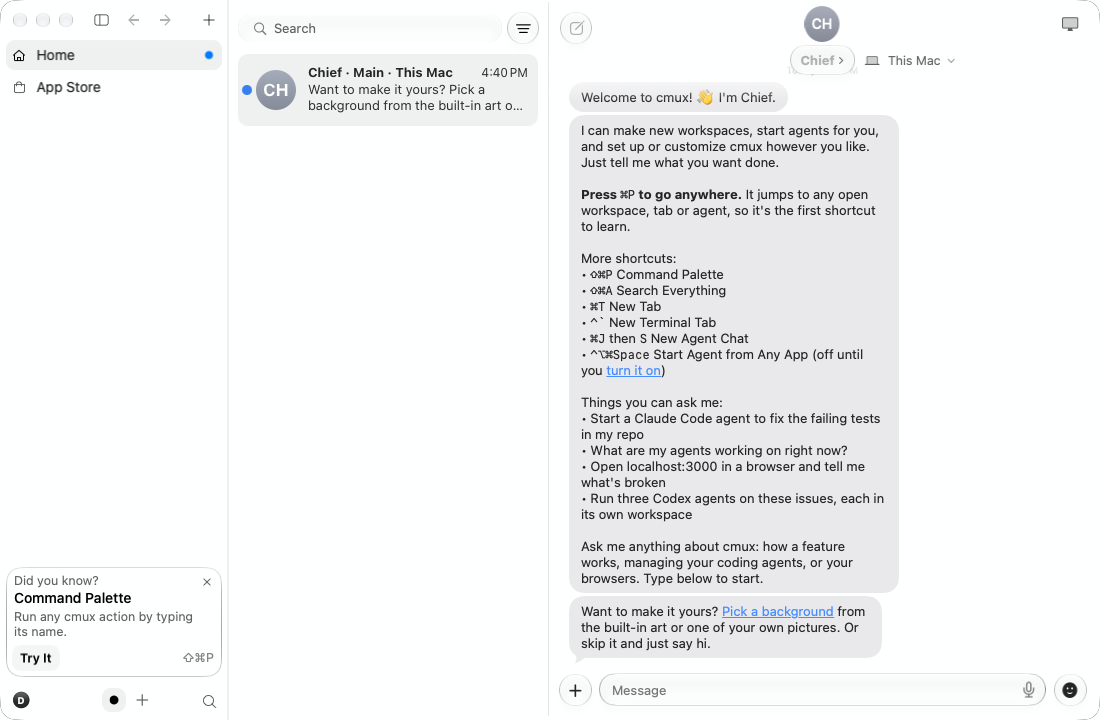 Home
App Store
Did you know?
Command Palette
Run any cmux action by typing
its name.
Try It
⇧⌘P
D
Search
CH
Chief · Main · This Mac
4:40 PM
Want to make it yours? Pick a
background from the built-in art o...
CH
Chief
This Mac
Welcome to cmux! 👋 I'm Chief.
I can make new workspaces, start agents for you,
and set up or customize cmux however you like.
Just tell me what you want done.
Press ⌘P to go anywhere. It jumps to any open
workspace, tab or agent, so it's the first shortcut
to learn.
More shortcuts:
• ⇧⌘P Command Palette
• ⇧⌘A Search Everything
• ⌘T New Tab
• ^` New Terminal Tab
• ⌘J then S New Agent Chat
• ^⌥⌘Space Start Agent from Any App (off until
you turn it on)
Things you can ask me:
• Start a Claude Code agent to fix the failing tests
in my repo
• What are my agents working on right now?
• Open localhost:3000 in a browser and tell me
what's broken
• Run three Codex agents on these issues, each in
its own workspace
Ask me anything about cmux: how a feature
works, managing your coding agents, or your
browsers. Type below to start.
Want to make it yours? Pick a background from
the built-in art or one of your own pictures. Or
skip it and just say hi.
Message